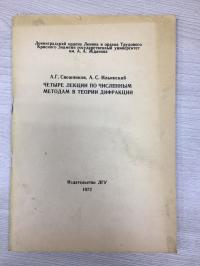 Ленинградский ордена Ленина и ордена Трудового
Красного Знамени государственный университет
им. А. А. Жданова
А.Г. Свешников, А. С. Ильинский
ЧЕТЫРЕ ЛЕКЦИИ ПО ЧИСЛЕННЫМ
МЕТОДАМ В ТЕОРИИ ДИФРАКЦИИ
Издательство ЛГУ
1972